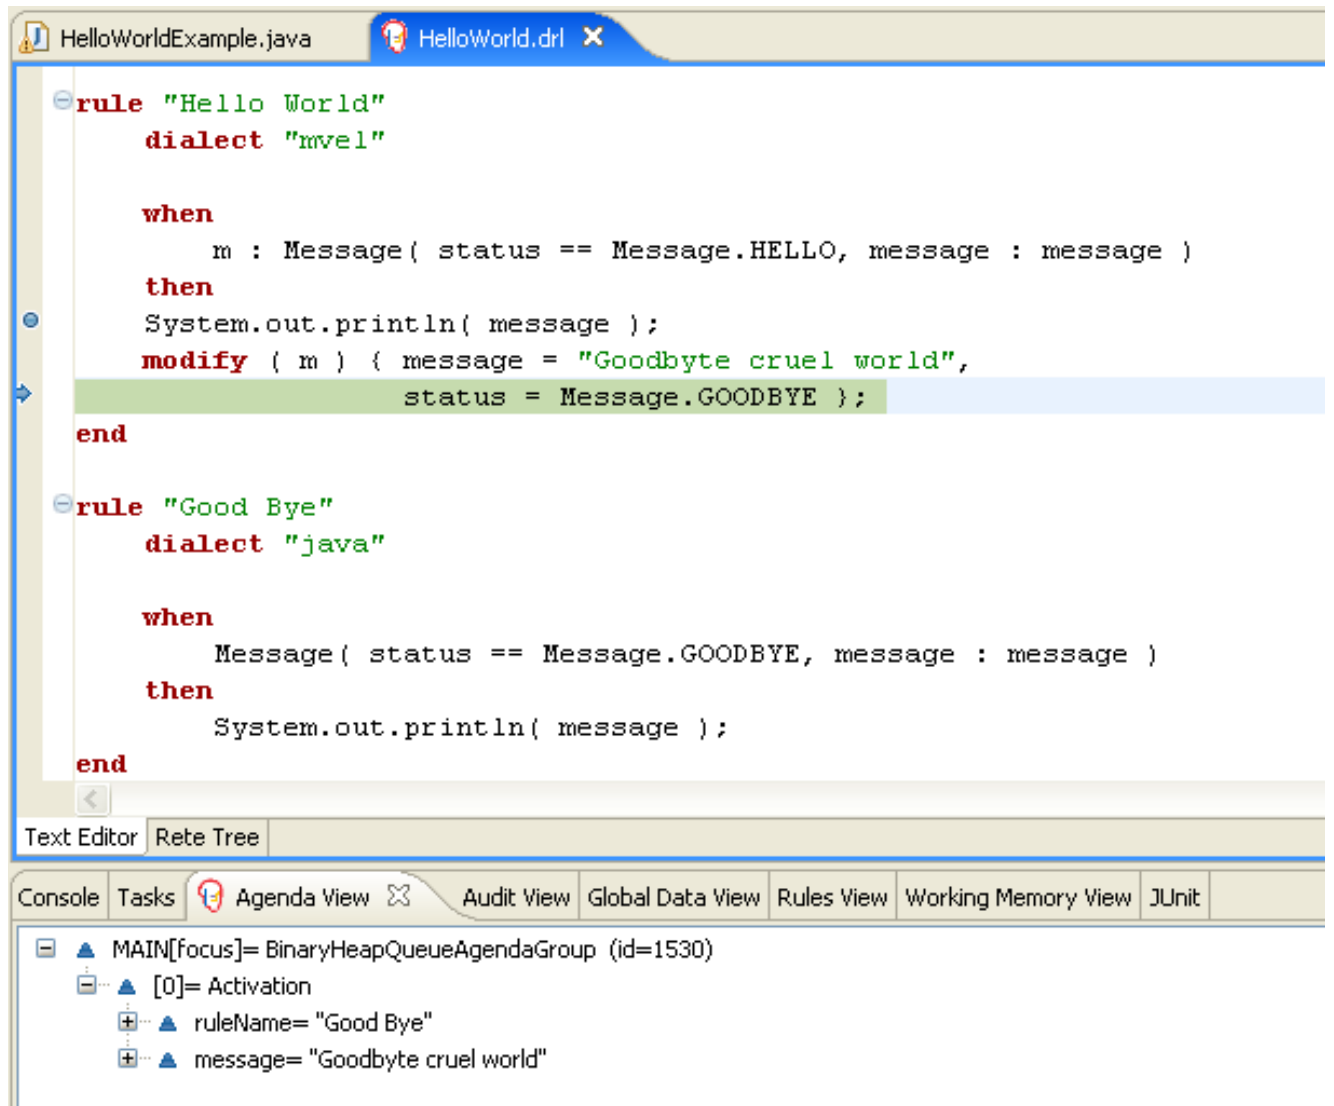 HelloWorldExample.java HelloWorld.drl
rule "Hello World"
dialect "mvel"
when
m : Message( status == Message.HELLO, message : message )
then
System.out.println( message );
modify ( m ) { message = "Goodbyte cruel world",
status = Message.GOODBYE };
end
rule "Good Bye"
dialect "java"
when
Message( status == Message.GOODBYE, message : message )
then
System.out.println( message );
end
Text Editor Rete Tree
Console Tasks Agenda View Audit View Global Data View Rules View Working Memory View JUnit
MAIN[focus]= BinaryHeapQueueAgendaGroup (id=1530)
[0]= Activation
ruleName= "Good Bye"
message= "Goodbyte cruel world"